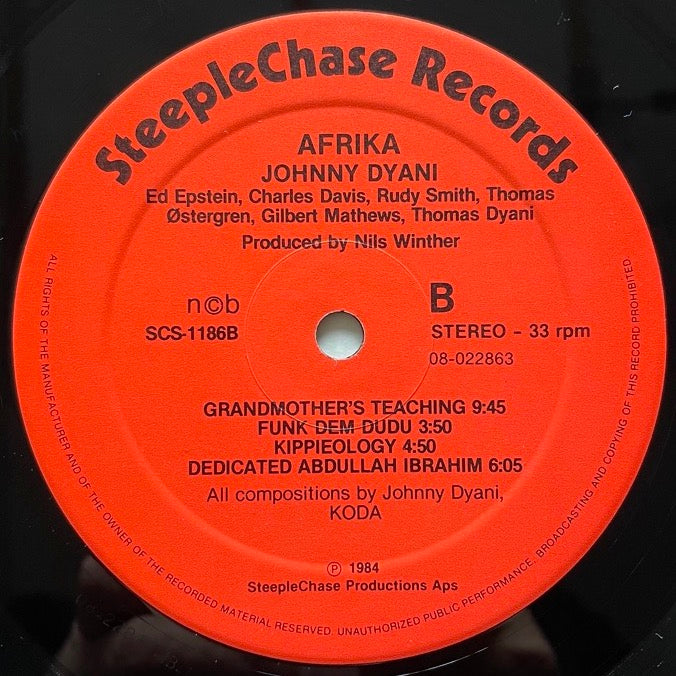 SteepleChase Records
AFRIKA
JOHNNY DYANI
Ed Epstein, Charles Davis, Rudy Smith, Thomas
Østergren, Gilbert Mathews, Thomas Dyani
Produced by Nils Winther
n©b
SCS-1186B
B
STEREO - 33 rpm
08-022863
GRANDMOTHER'S TEACHING 9:45
FUNK DEM DUDU 3:50
KIPPIEOLOGY 4:50
DEDICATED ABDULLAH IBRAHIM 6:05
All compositions by Johnny Dyani,
KODA
℗ 1984
SteepleChase Productions Aps
ALL RIGHTS OF THE MANUFACTURER AND OF THE OWNER OF THE RECORDED MATERIAL RESERVED. UNAUTHORIZED PUBLIC PERFORMANCE, BROADCASTING AND COPYING OF THIS RECORD PROHIBITED.